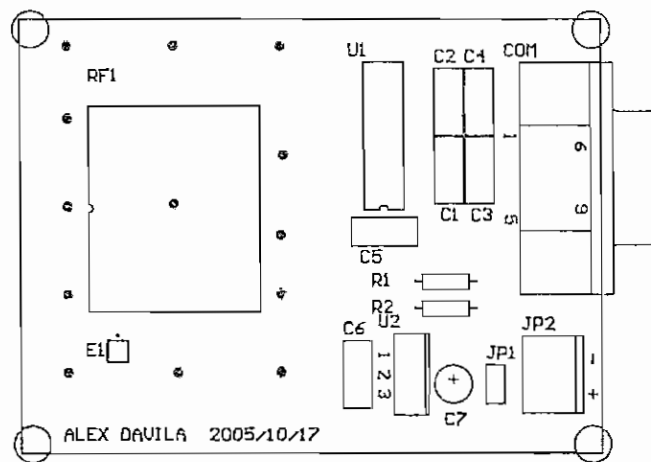 U1
C2 C4
COM
RF1
1
6
C1 C3
5
9
C5
R1
R2
U2
C6
1
2
3
JP1
JP2
-
+
+
E1
C7
ALEX DAVILA 2005/10/17